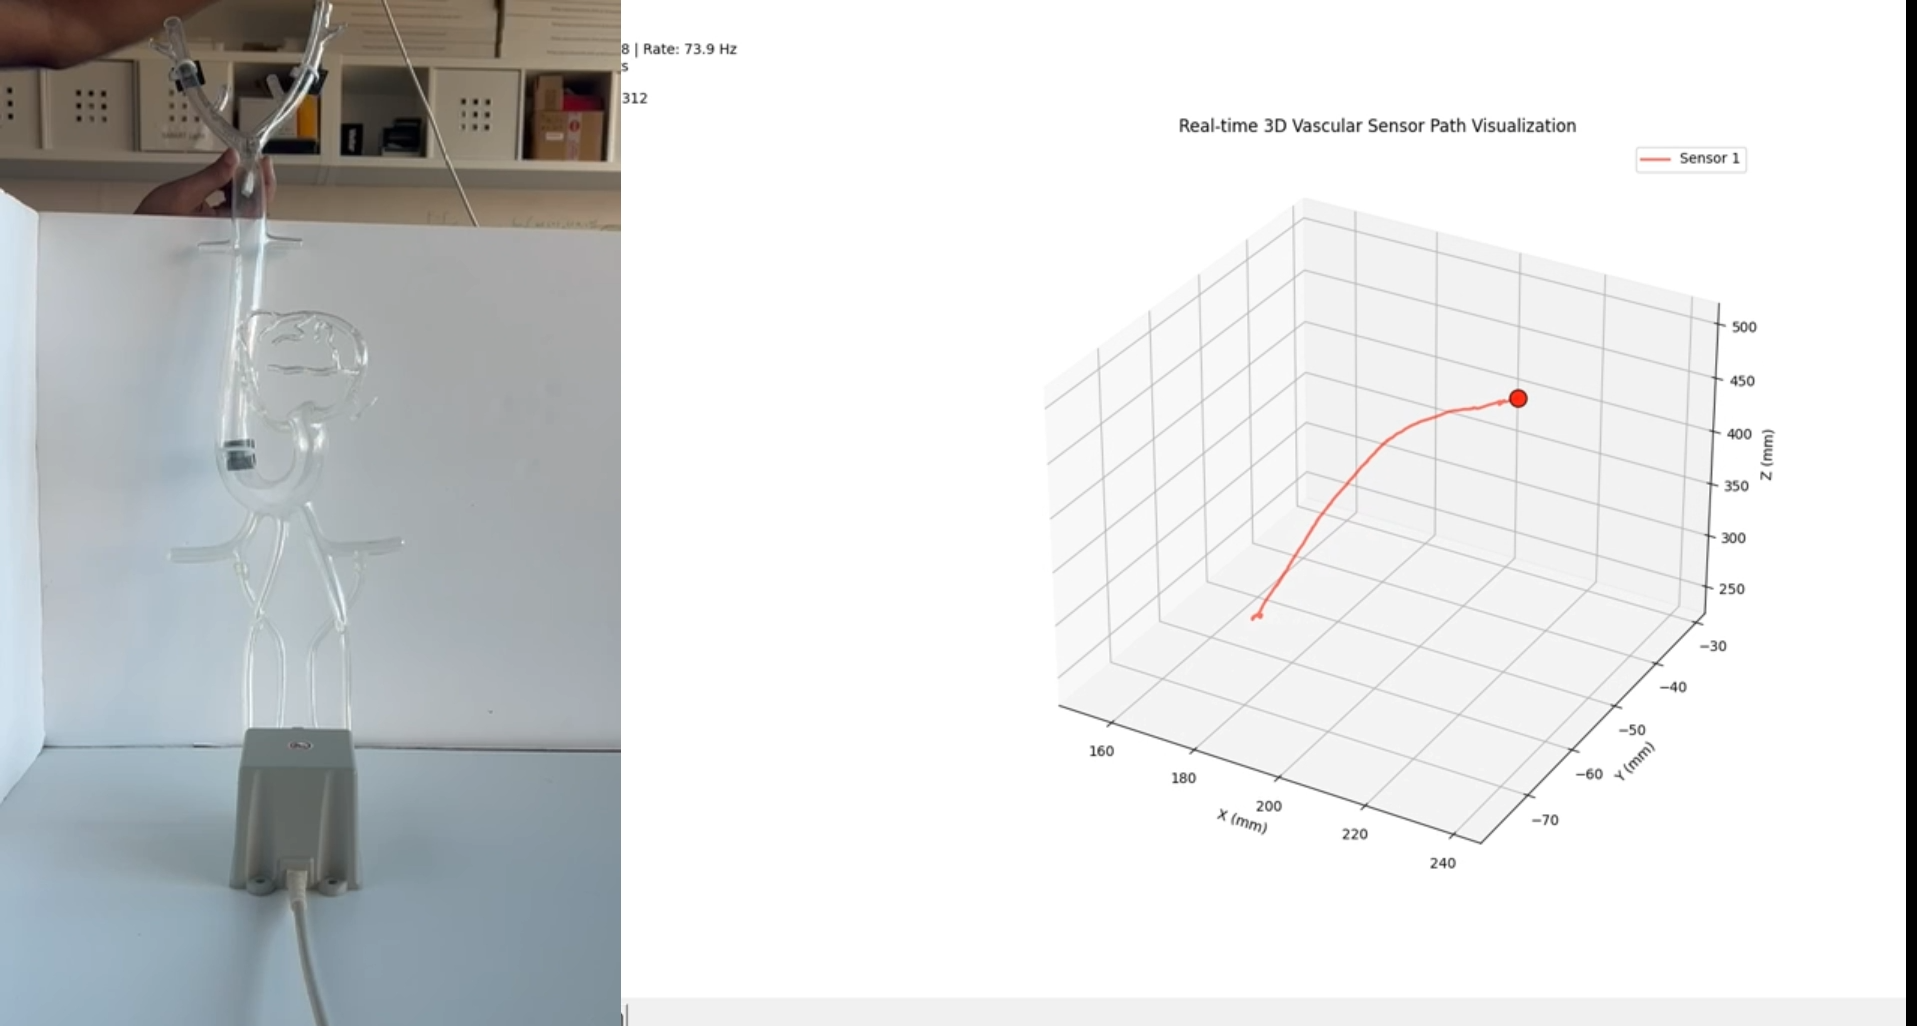 8 | Rate: 73.9 Hz
s
312
Real-time 3D Vascular Sensor Path Visualization
Sensor 1
500
450
400
350
300
250
Z (mm)
−30
−40
−50
−60
−70
Y (mm)
160
180
200
220
240
X (mm)